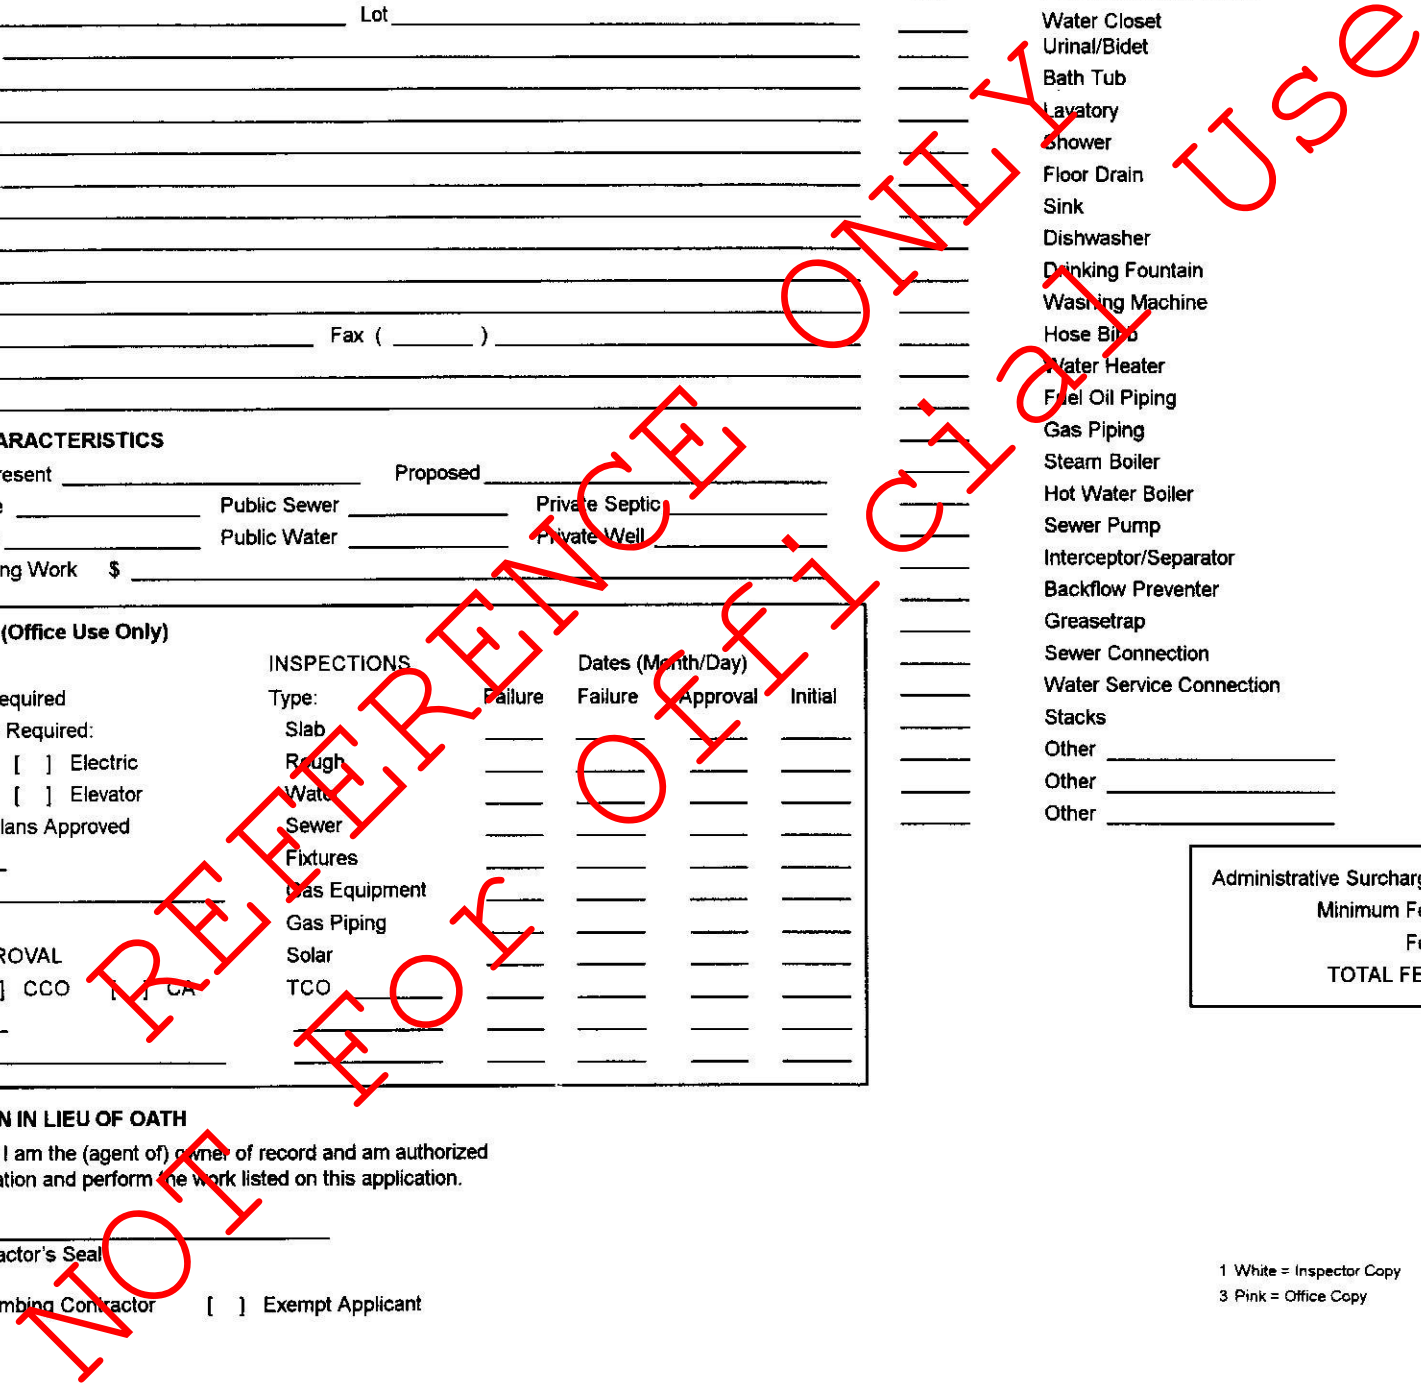 Lot
Fax ( )
ARACTERISTICS
resent Proposed
e Public Sewer Private Septic
Public Water Private Well
ng Work $
(Office Use Only)
INSPECTIONS Dates (Month/Day)
equired Type: Failure Failure Approval Initial
Required: Slab
[ ] Electric Rough
[ ] Elevator Water
lans Approved Sewer
Fixtures
Gas Equipment
Gas Piping
ROVAL Solar
] CCO [ ] CA TCO
N IN LIEU OF OATH
I am the (agent of) owner of record and am authorized
ation and perform the work listed on this application.
actor's Seal
mbing Contractor [ ] Exempt Applicant
Water Closet
Urinal/Bidet
Bath Tub
Lavatory
Shower
Floor Drain
Sink
Dishwasher
Drinking Fountain
Washing Machine
Hose Bibb
Water Heater
Fuel Oil Piping
Gas Piping
Steam Boiler
Hot Water Boiler
Sewer Pump
Interceptor/Separator
Backflow Preventer
Greasetrap
Sewer Connection
Water Service Connection
Stacks
Other
Other
Other
Administrative Surcharg
Minimum Fe
Fe
TOTAL FE
1 White = Inspector Copy
3 Pink = Office Copy
REFERENCE ONLY
NOT For Official Use